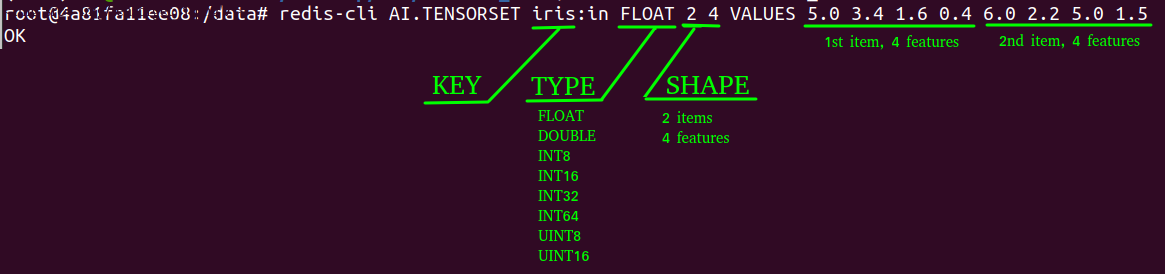 root@4a81fa11ee08:/data# redis-cli AI.TENSORSET iris:in FLOAT 2 4 VALUES 5.0 3.4 1.6 0.4 6.0 2.2 5.0 1.5
OK
1st item, 4 features
2nd item, 4 features
KEY
TYPE
SHAPE
FLOAT
DOUBLE
INT8
INT16
INT32
INT64
UINT8
UINT16
2 items
4 features